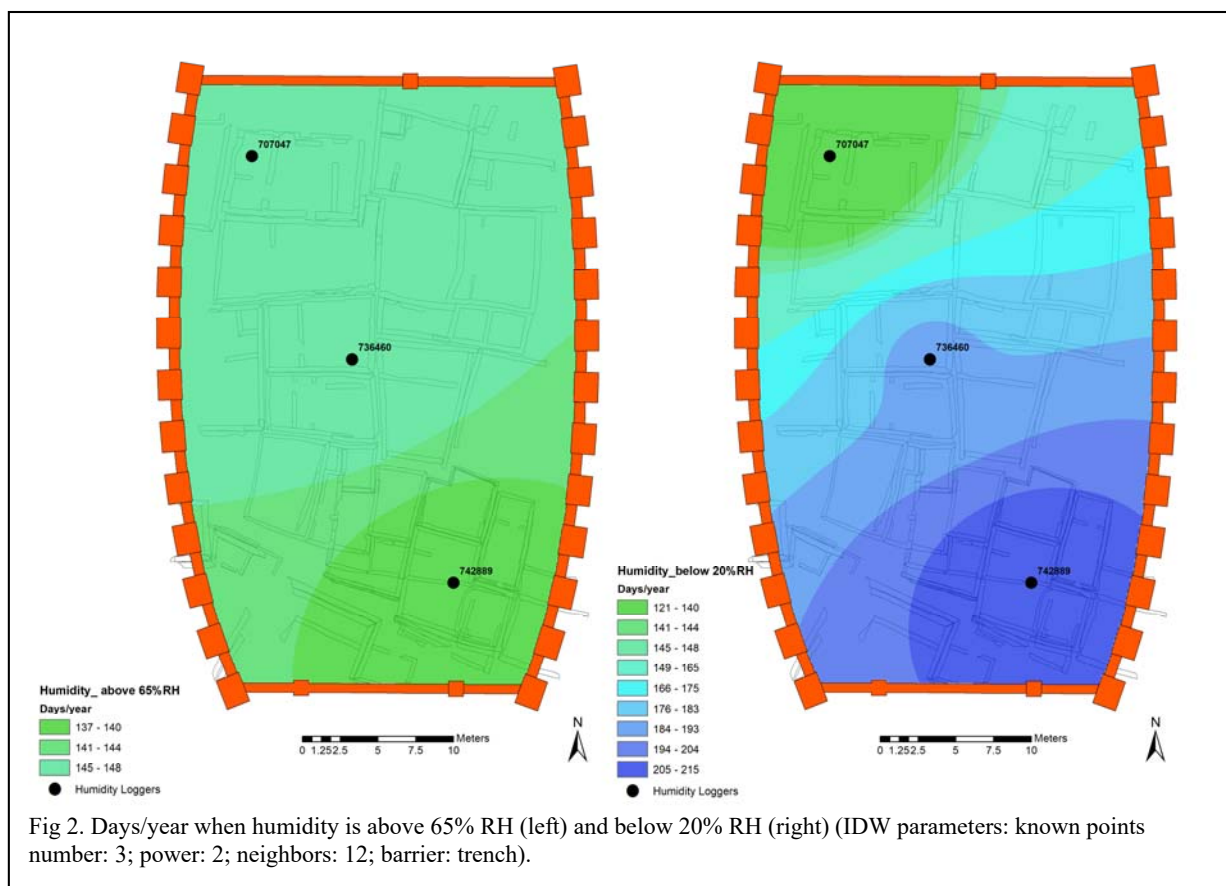 707047
736460
742889
Humidity_ above 65%RH
Days/year
137 - 140
141 - 144
145 - 148
Humidity Loggers
0 1.252.5 5 10 Meters
N
707047
736460
742889
Humidity_below 20%RH
Days/year
121 - 140
141 - 144
145 - 148
149 - 165
166 - 175
176 - 183
184 - 193
194 - 204
205 - 215
Humidity Loggers
0 1.252.5 5 10 Meters
N
Fig 2. Days/year when humidity is above 65% RH (left) and below 20% RH (right) (IDW parameters: known points
number: 3; power: 2; neighbors: 12; barrier: trench).